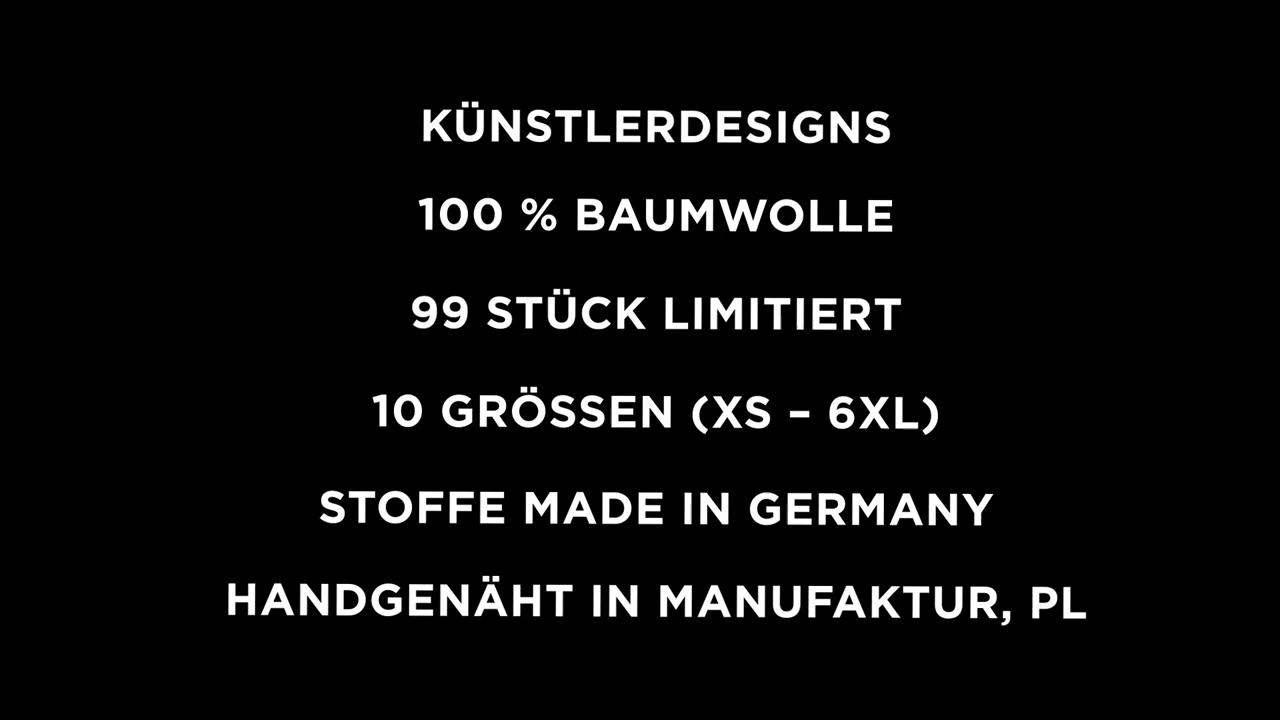 KÜNSTLERDESIGNS
100 % BAUMWOLLE
99 STÜCK LIMITIERT
10 GRÖSSEN (XS – 6XL)
STOFFE MADE IN GERMANY
HANDGENÄHT IN MANUFAKTUR, PL